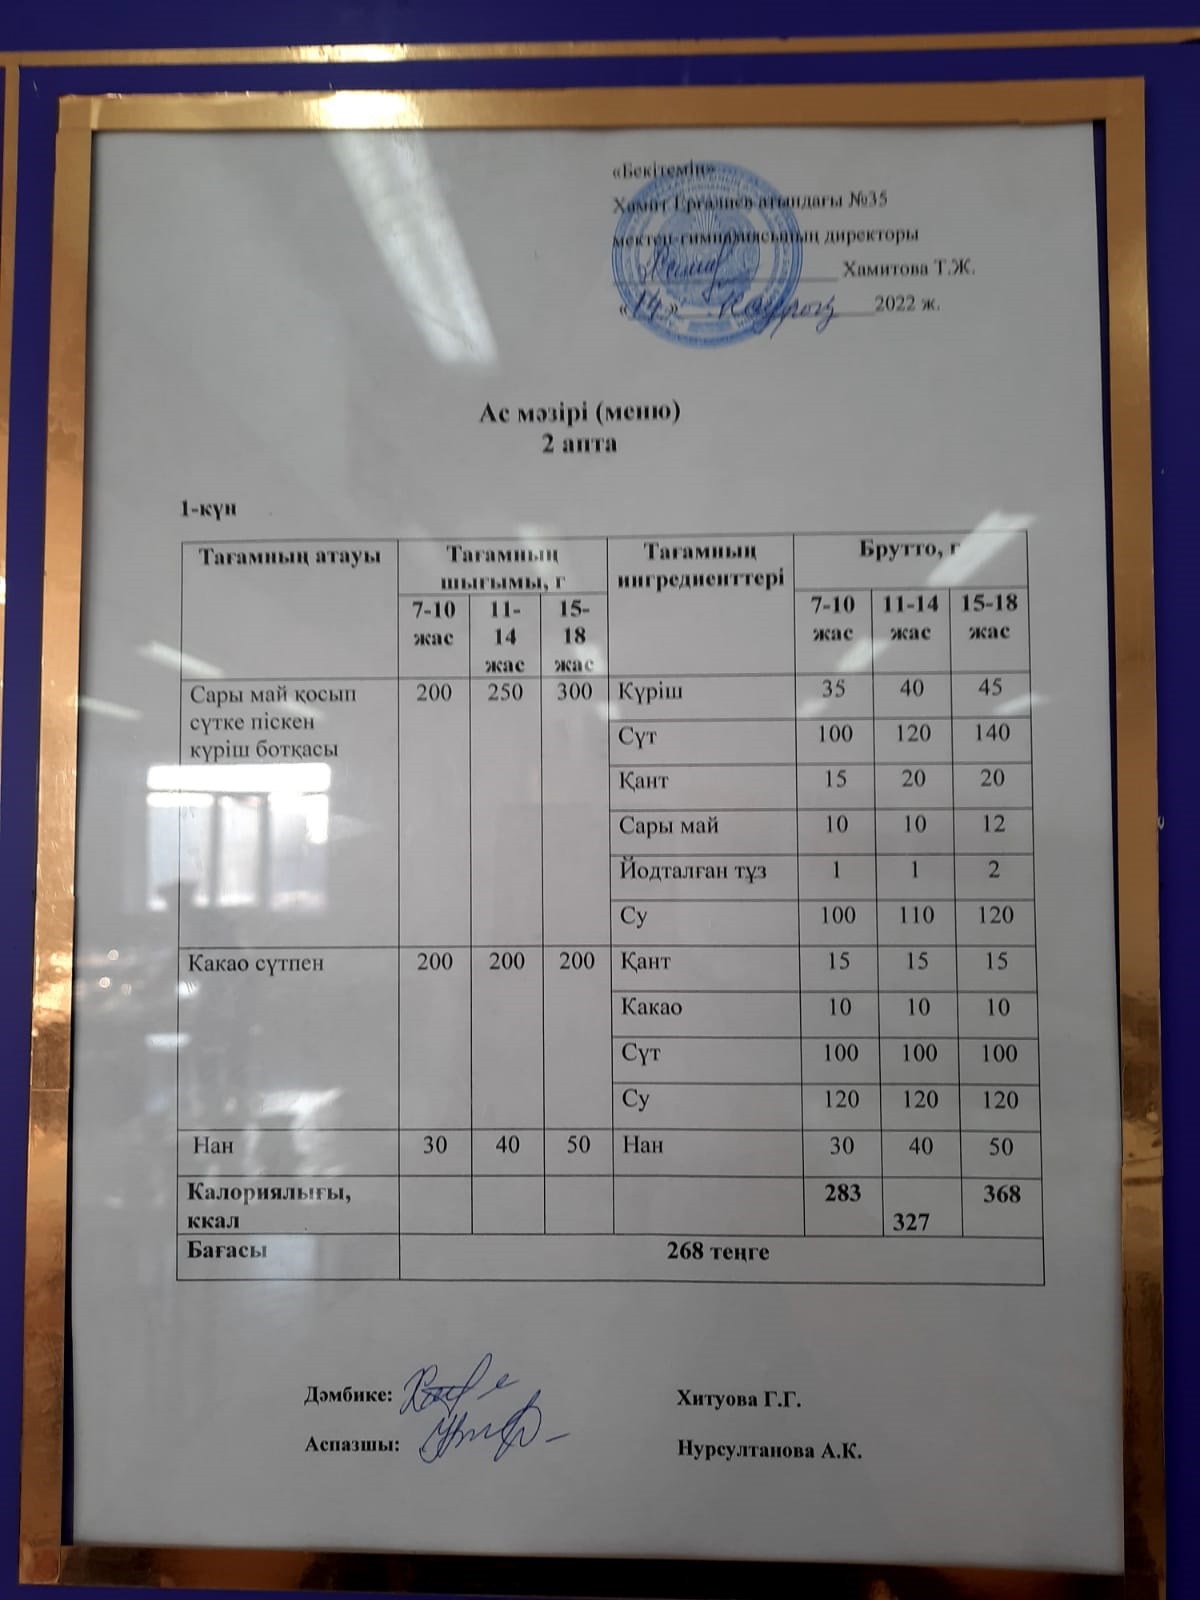 «Бекітемін»
Хамит Ерғалиев атындағы №35
мектеп-гимназиясының директоры
Хамитова Т.Ж.
«14» 2022 ж.
Ас мәзірі (меню)
2 апта
1-күн
Тағамның атауы Тағамның шығымы, г Тағамның ингредиенттері Брутто, г
7-10 жас 11-14 жас 15-18 жас 7-10 жас 11-14 жас 15-18 жас
Сары май қосып сүтке піскен күріш ботқасы 200 250 300 Күріш 35 40 45
Сүт 100 120 140
Қант 15 20 20
Сары май 10 10 12
Йодталған тұз 1 1 2
Су 100 110 120
Какао сүтпен 200 200 200 Қант 15 15 15
Какао 10 10 10
Сүт 100 100 100
Су 120 120 120
Нан 30 40 50 Нан 30 40 50
Калориялығы, ккал 283 327 368
Бағасы 268 теңге
Дәмбике: Хитуова Г.Г.
Аспазшы: Нурсултанова А.К.